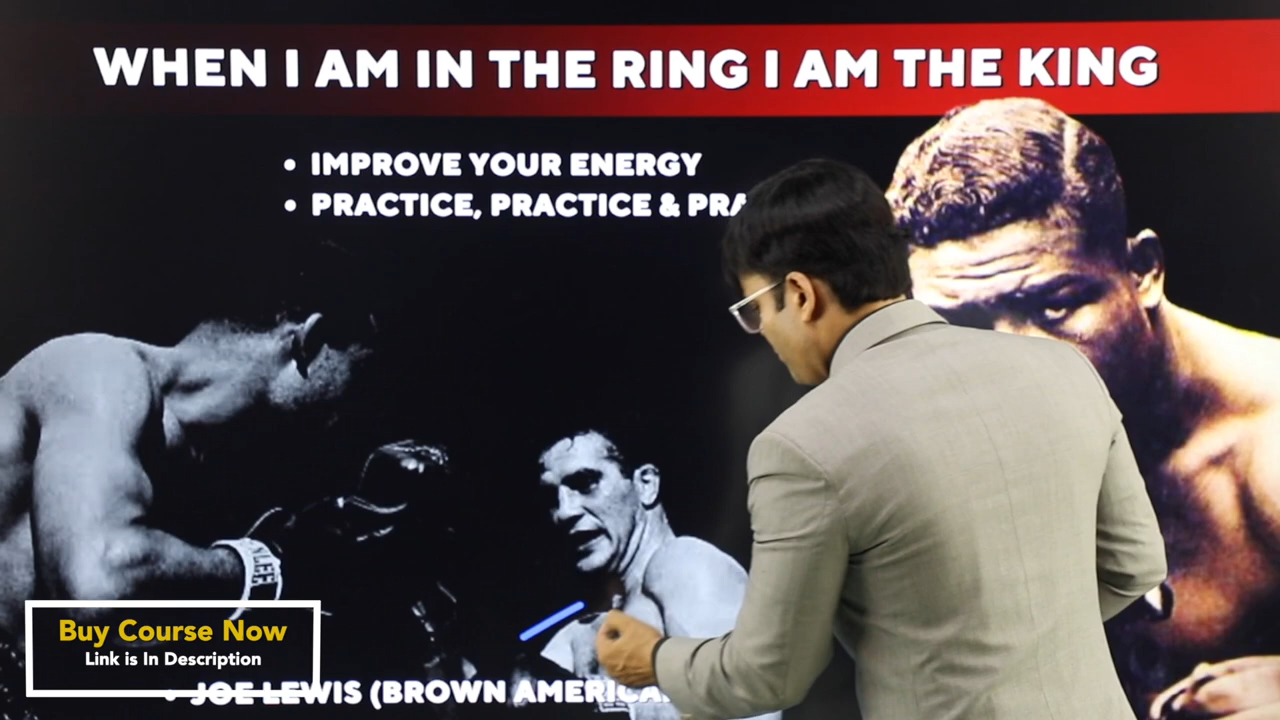 WHEN I AM IN THE RING I AM THE KING
• IMPROVE YOUR ENERGY
• PRACTICE, PRACTICE &
Buy Course Now
Link is In Description
• JOE LEWIS (BROWN